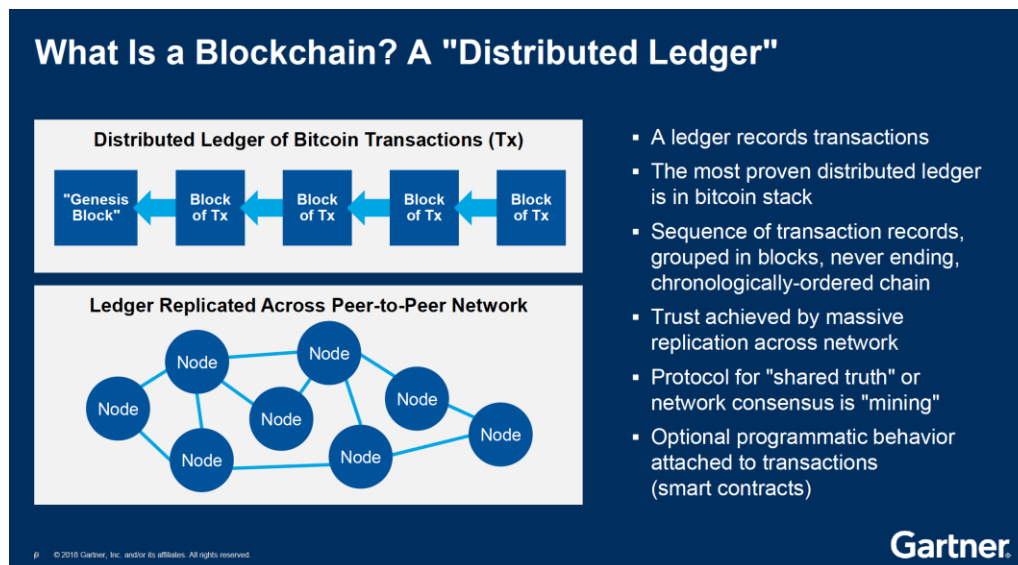 What Is a Blockchain? A "Distributed Ledger"
Distributed Ledger of Bitcoin Transactions (Tx)
"Genesis
Block"
Block
of Tx
Block
of Tx
Block
of Tx
Block
of Tx
Ledger Replicated Across Peer-to-Peer Network
Node
Node
Node
Node
Node
Node
Node
Node
▪ A ledger records transactions
▪ The most proven distributed ledger
is in bitcoin stack
▪ Sequence of transaction records,
grouped in blocks, never ending,
chronologically-ordered chain
▪ Trust achieved by massive
replication across network
▪ Protocol for "shared truth" or
network consensus is "mining"
▪ Optional programmatic behavior
attached to transactions
(smart contracts)
© 2018 Gartner, Inc. and/or its affiliates. All rights reserved.
Gartner®